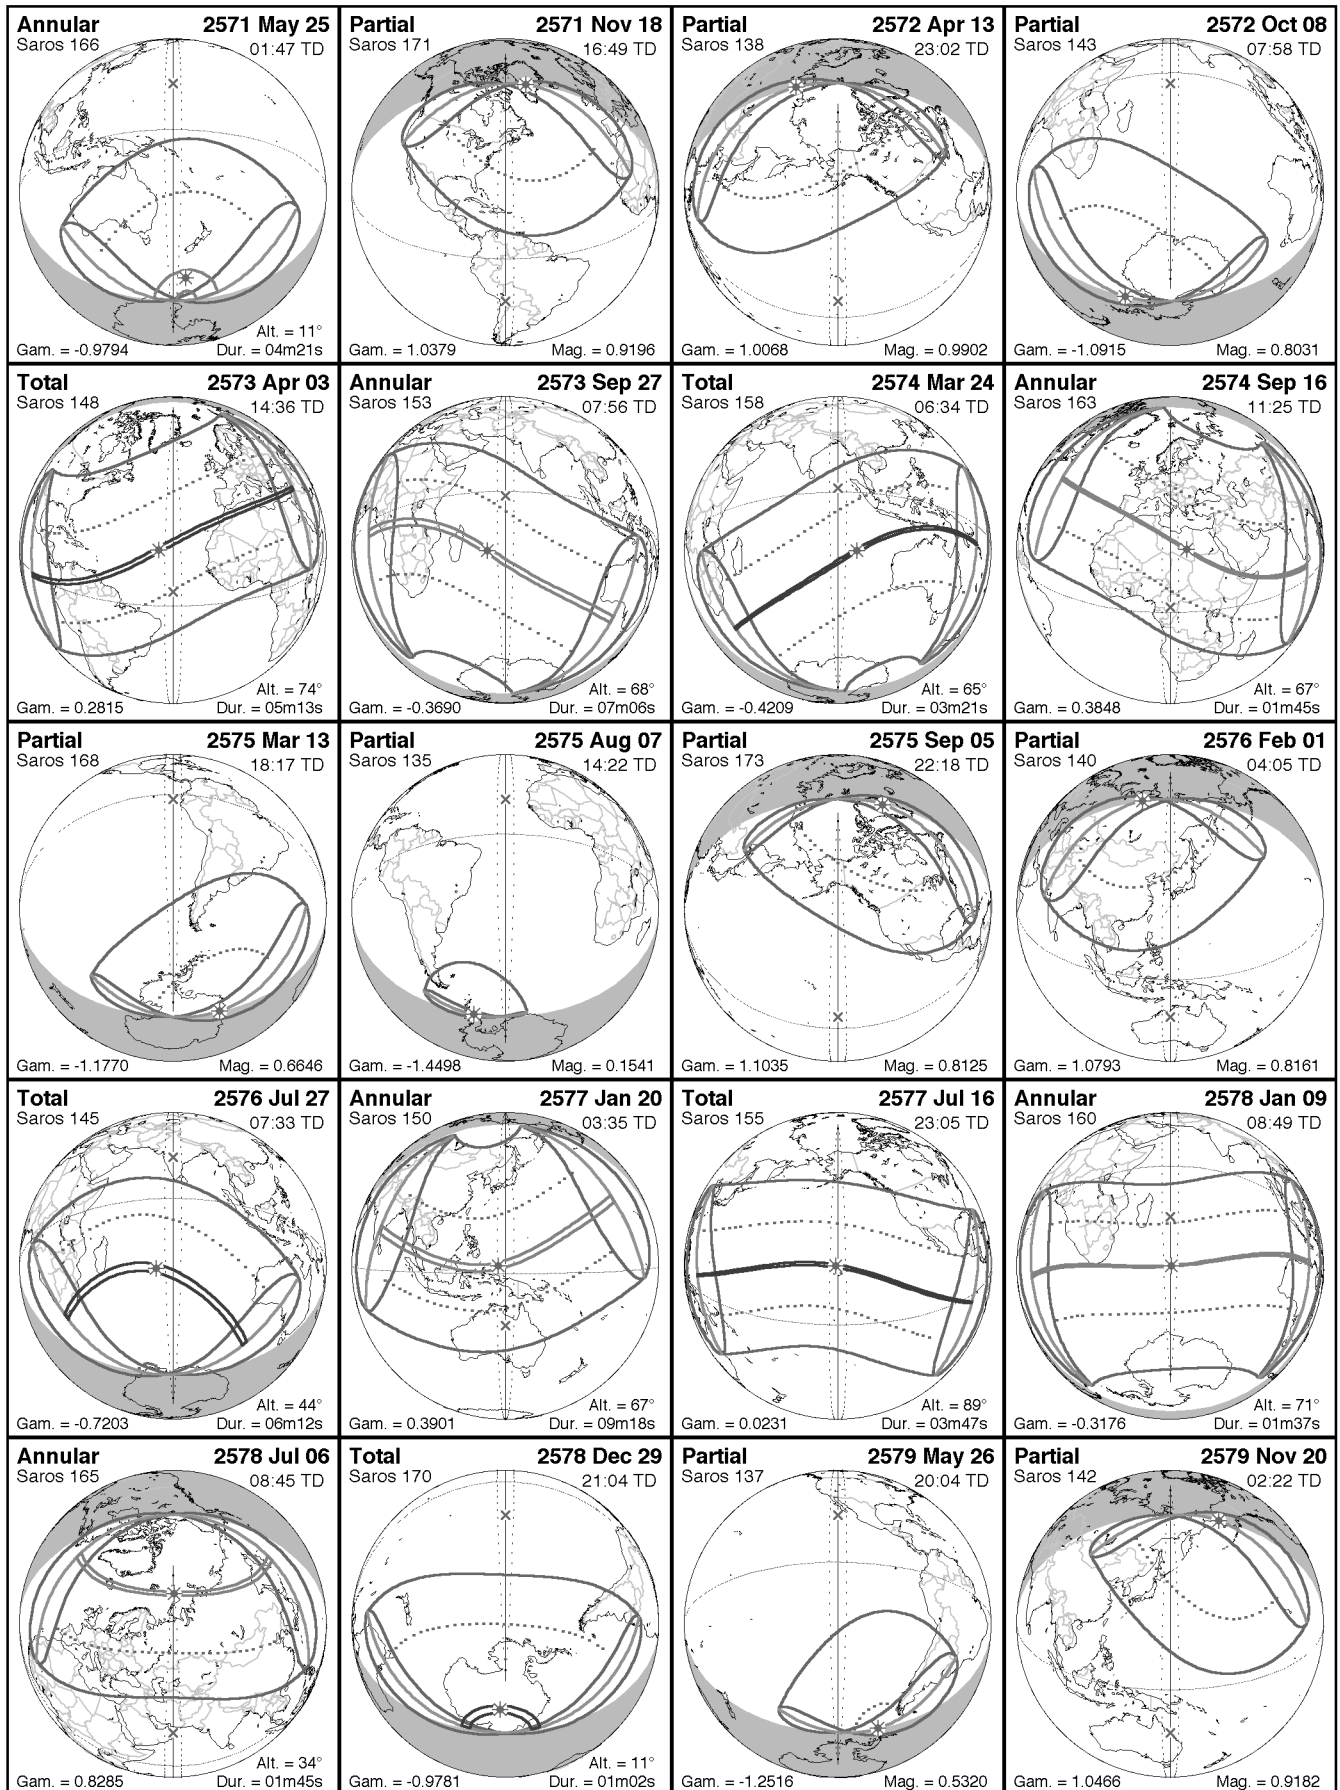 Annular 2571 May 25
Saros 166 01:47 TD
Alt. = 11°
Gam. = -0.9794 Dur. = 04m21s
Partial 2571 Nov 18
Saros 171 16:49 TD
Gam. = 1.0379 Mag. = 0.9196
Partial 2572 Apr 13
Saros 138 23:02 TD
Gam. = 1.0068 Mag. = 0.9902
Partial 2572 Oct 08
Saros 143 07:58 TD
Gam. = -1.0915 Mag. = 0.8031
Total 2573 Apr 03
Saros 148 14:36 TD
Alt. = 74°
Gam. = 0.2815 Dur. = 05m13s
Annular 2573 Sep 27
Saros 153 07:56 TD
Alt. = 68°
Gam. = -0.3690 Dur. = 07m06s
Total 2574 Mar 24
Saros 158 06:34 TD
Alt. = 65°
Gam. = -0.4209 Dur. = 03m21s
Annular 2574 Sep 16
Saros 163 11:25 TD
Alt. = 67°
Gam. = 0.3848 Dur. = 01m45s
Partial 2575 Mar 13
Saros 168 18:17 TD
Gam. = -1.1770 Mag. = 0.6646
Partial 2575 Aug 07
Saros 135 14:22 TD
Gam. = -1.4498 Mag. = 0.1541
Partial 2575 Sep 05
Saros 173 22:18 TD
Gam. = 1.1035 Mag. = 0.8125
Partial 2576 Feb 01
Saros 140 04:05 TD
Gam. = 1.0793 Mag. = 0.8161
Total 2576 Jul 27
Saros 145 07:33 TD
Alt. = 44°
Gam. = -0.7203 Dur. = 06m12s
Annular 2577 Jan 20
Saros 150 03:35 TD
Alt. = 67°
Gam. = 0.3901 Dur. = 09m18s
Total 2577 Jul 16
Saros 155 23:05 TD
Alt. = 89°
Gam. = 0.0231 Dur. = 03m47s
Annular 2578 Jan 09
Saros 160 08:49 TD
Alt. = 71°
Gam. = -0.3176 Dur. = 01m37s
Annular 2578 Jul 06
Saros 165 08:45 TD
Alt. = 34°
Gam. = 0.8285 Dur. = 01m45s
Total 2578 Dec 29
Saros 170 21:04 TD
Alt. = 11°
Gam. = -0.9781 Dur. = 01m02s
Partial 2579 May 26
Saros 137 20:04 TD
Gam. = -1.2516 Mag. = 0.5320
Partial 2579 Nov 20
Saros 142 02:22 TD
Gam. = 1.0466 Mag. = 0.9182